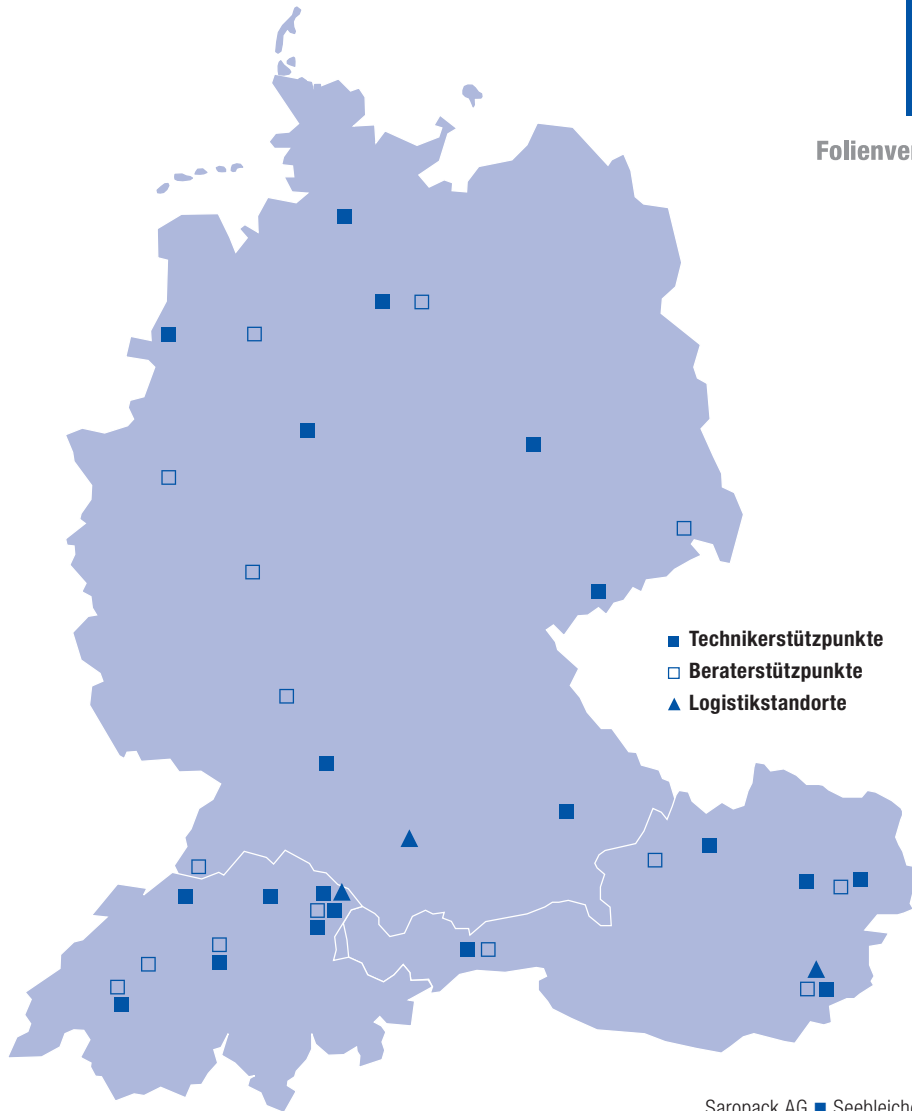 Folienver
■ Technikerstützpunkte
□ Beraterstützpunkte
▲ Logistikstandorte
Saropack AG ■ Seebleiche